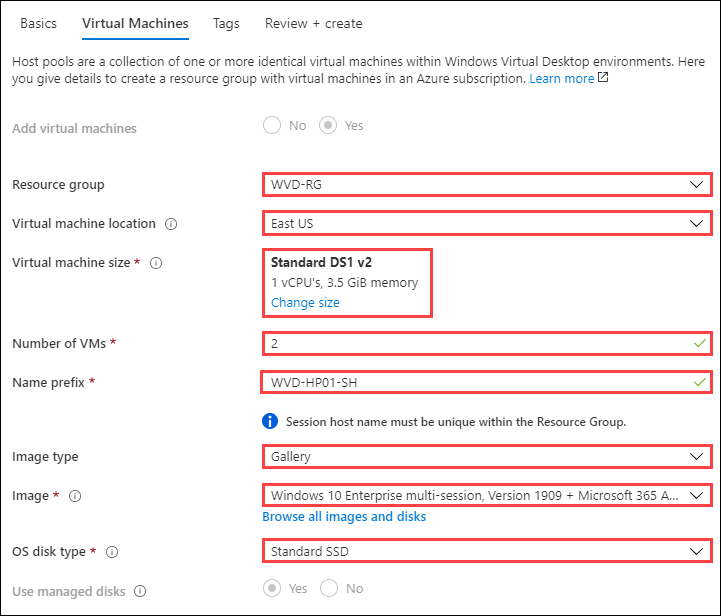 Basics Virtual Machines Tags Review + create
Host pools are a collection of one or more identical virtual machines within Windows Virtual Desktop environments. Here
you give details to create a resource group with virtual machines in an Azure subscription. Learn more
Add virtual machines No Yes
Resource group WVD-RG
Virtual machine location East US
Virtual machine size * Standard DS1 v2
1 vCPU's, 3.5 GiB memory
Change size
Number of VMs * 2
Name prefix * WVD-HP01-SH
Session host name must be unique within the Resource Group.
Image type Gallery
Image * Windows 10 Enterprise multi-session, Version 1909 + Microsoft 365 A...
Browse all images and disks
OS disk type * Standard SSD
Use managed disks Yes No